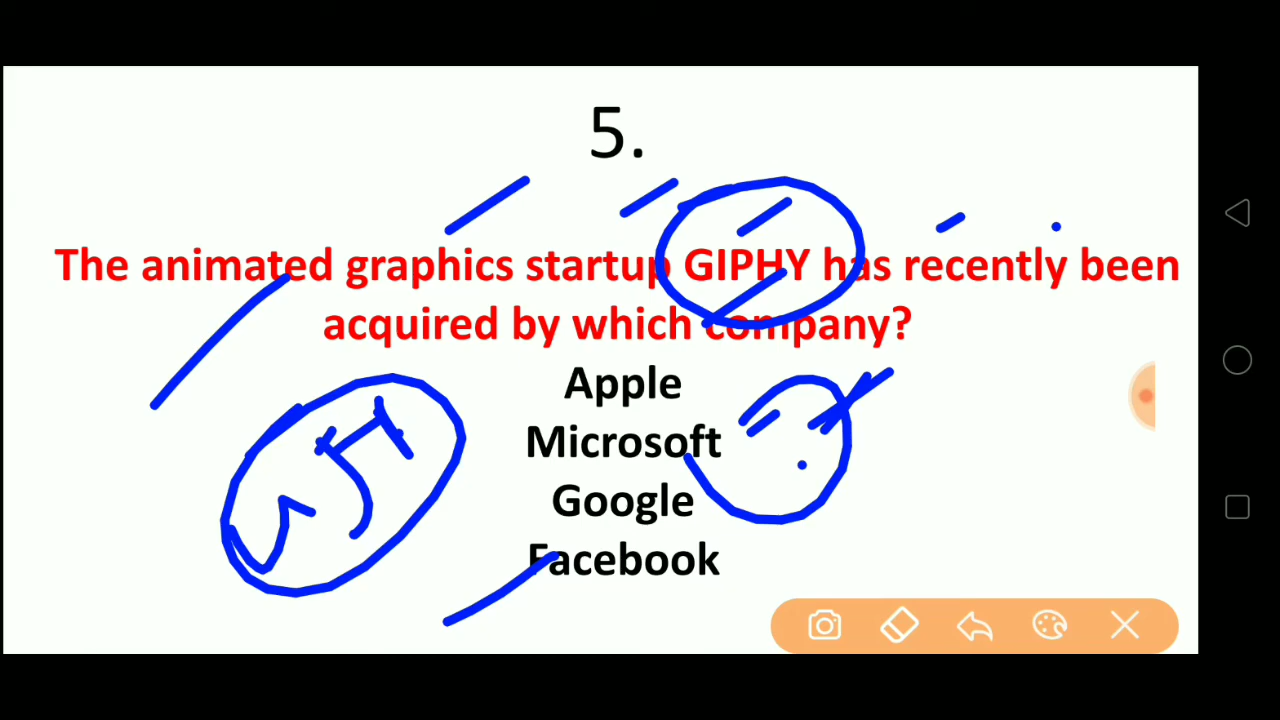 5.
The animated graphics startup GIPHY has recently been
acquired by which company?
Apple
Microsoft
Google
Facebook